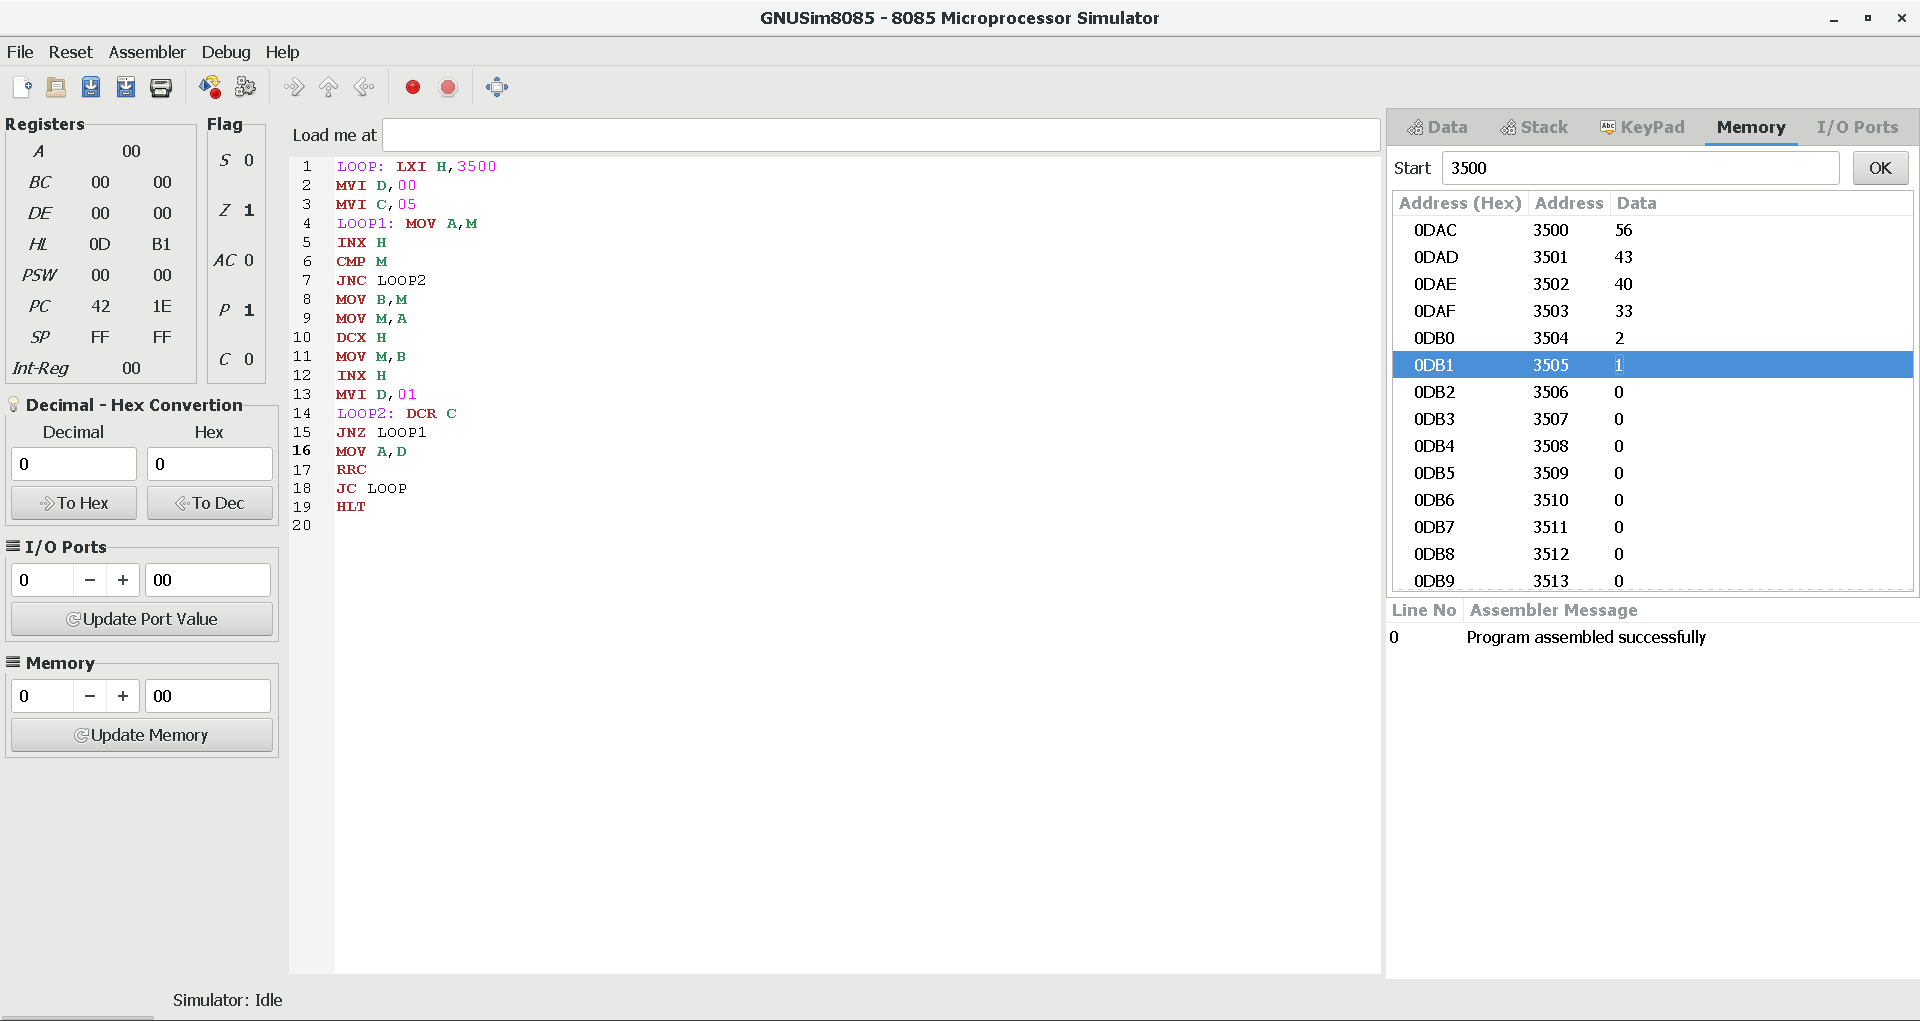 GNUSim8085 - 8085 Microprocessor Simulator
File Reset Assembler Debug Help
Registers
A 00
BC 00 00
DE 00 00
HL 0D B1
PSW 00 00
PC 42 1E
SP FF FF
Int-Reg 00
Flag
S 0
Z 1
AC 0
P 1
C 0
Decimal - Hex Convertion
Decimal Hex
0 0
To Hex To Dec
I/O Ports
0 − + 00
Update Port Value
Memory
0 − + 00
Update Memory
Load me at
1 LOOP: LXI H,3500
2 MVI D,00
3 MVI C,05
4 LOOP1: MOV A,M
5 INX H
6 CMP M
7 JNC LOOP2
8 MOV B,M
9 MOV M,A
10 DCX H
11 MOV M,B
12 INX H
13 MVI D,01
14 LOOP2: DCR C
15 JNZ LOOP1
16 MOV A,D
17 RRC
18 JC LOOP
19 HLT
20
Data Stack Abc KeyPad Memory I/O Ports
Start 3500 OK
Address (Hex) Address Data
0DAC 3500 56
0DAD 3501 43
0DAE 3502 40
0DAF 3503 33
0DB0 3504 2
0DB1 3505 1
0DB2 3506 0
0DB3 3507 0
0DB4 3508 0
0DB5 3509 0
0DB6 3510 0
0DB7 3511 0
0DB8 3512 0
0DB9 3513 0
Line No Assembler Message
0 Program assembled successfully
Simulator: Idle